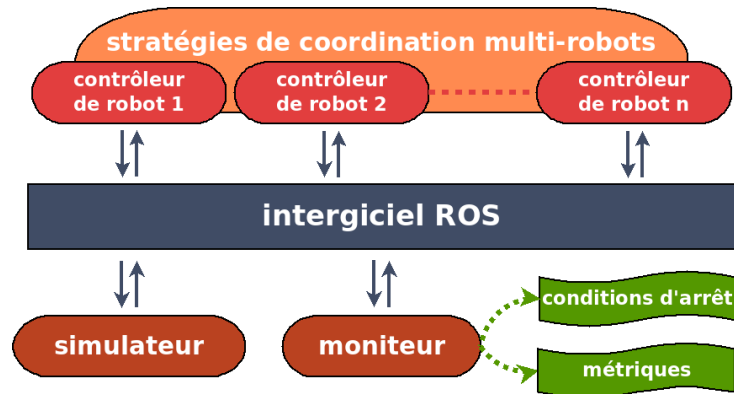 stratégies de coordination multi-robots
contrôleur
de robot 1
contrôleur
de robot 2
contrôleur
de robot n
intergiciel ROS
simulateur
moniteur
conditions d'arrêt
métriques